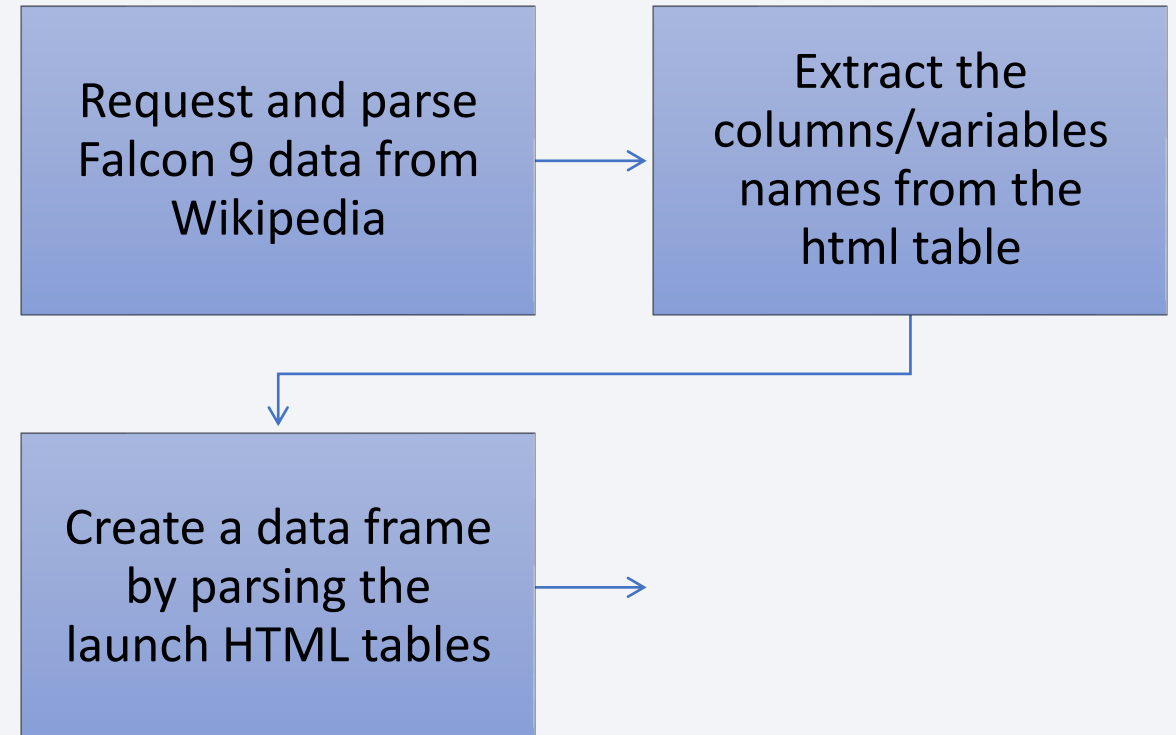 Request and parse
Falcon 9 data from
Wikipedia
Extract the
columns/variables
names from the
html table
Create a data frame
by parsing the
launch HTML tables